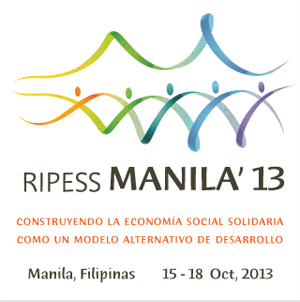 RIPESS MANILA' 13
CONSTRUYENDO LA ECONOMÍA SOCIAL SOLIDARIA
COMO UN MODELO ALTERNATIVO DE DESARROLLO
Manila, Filipinas 15 - 18 Oct, 2013